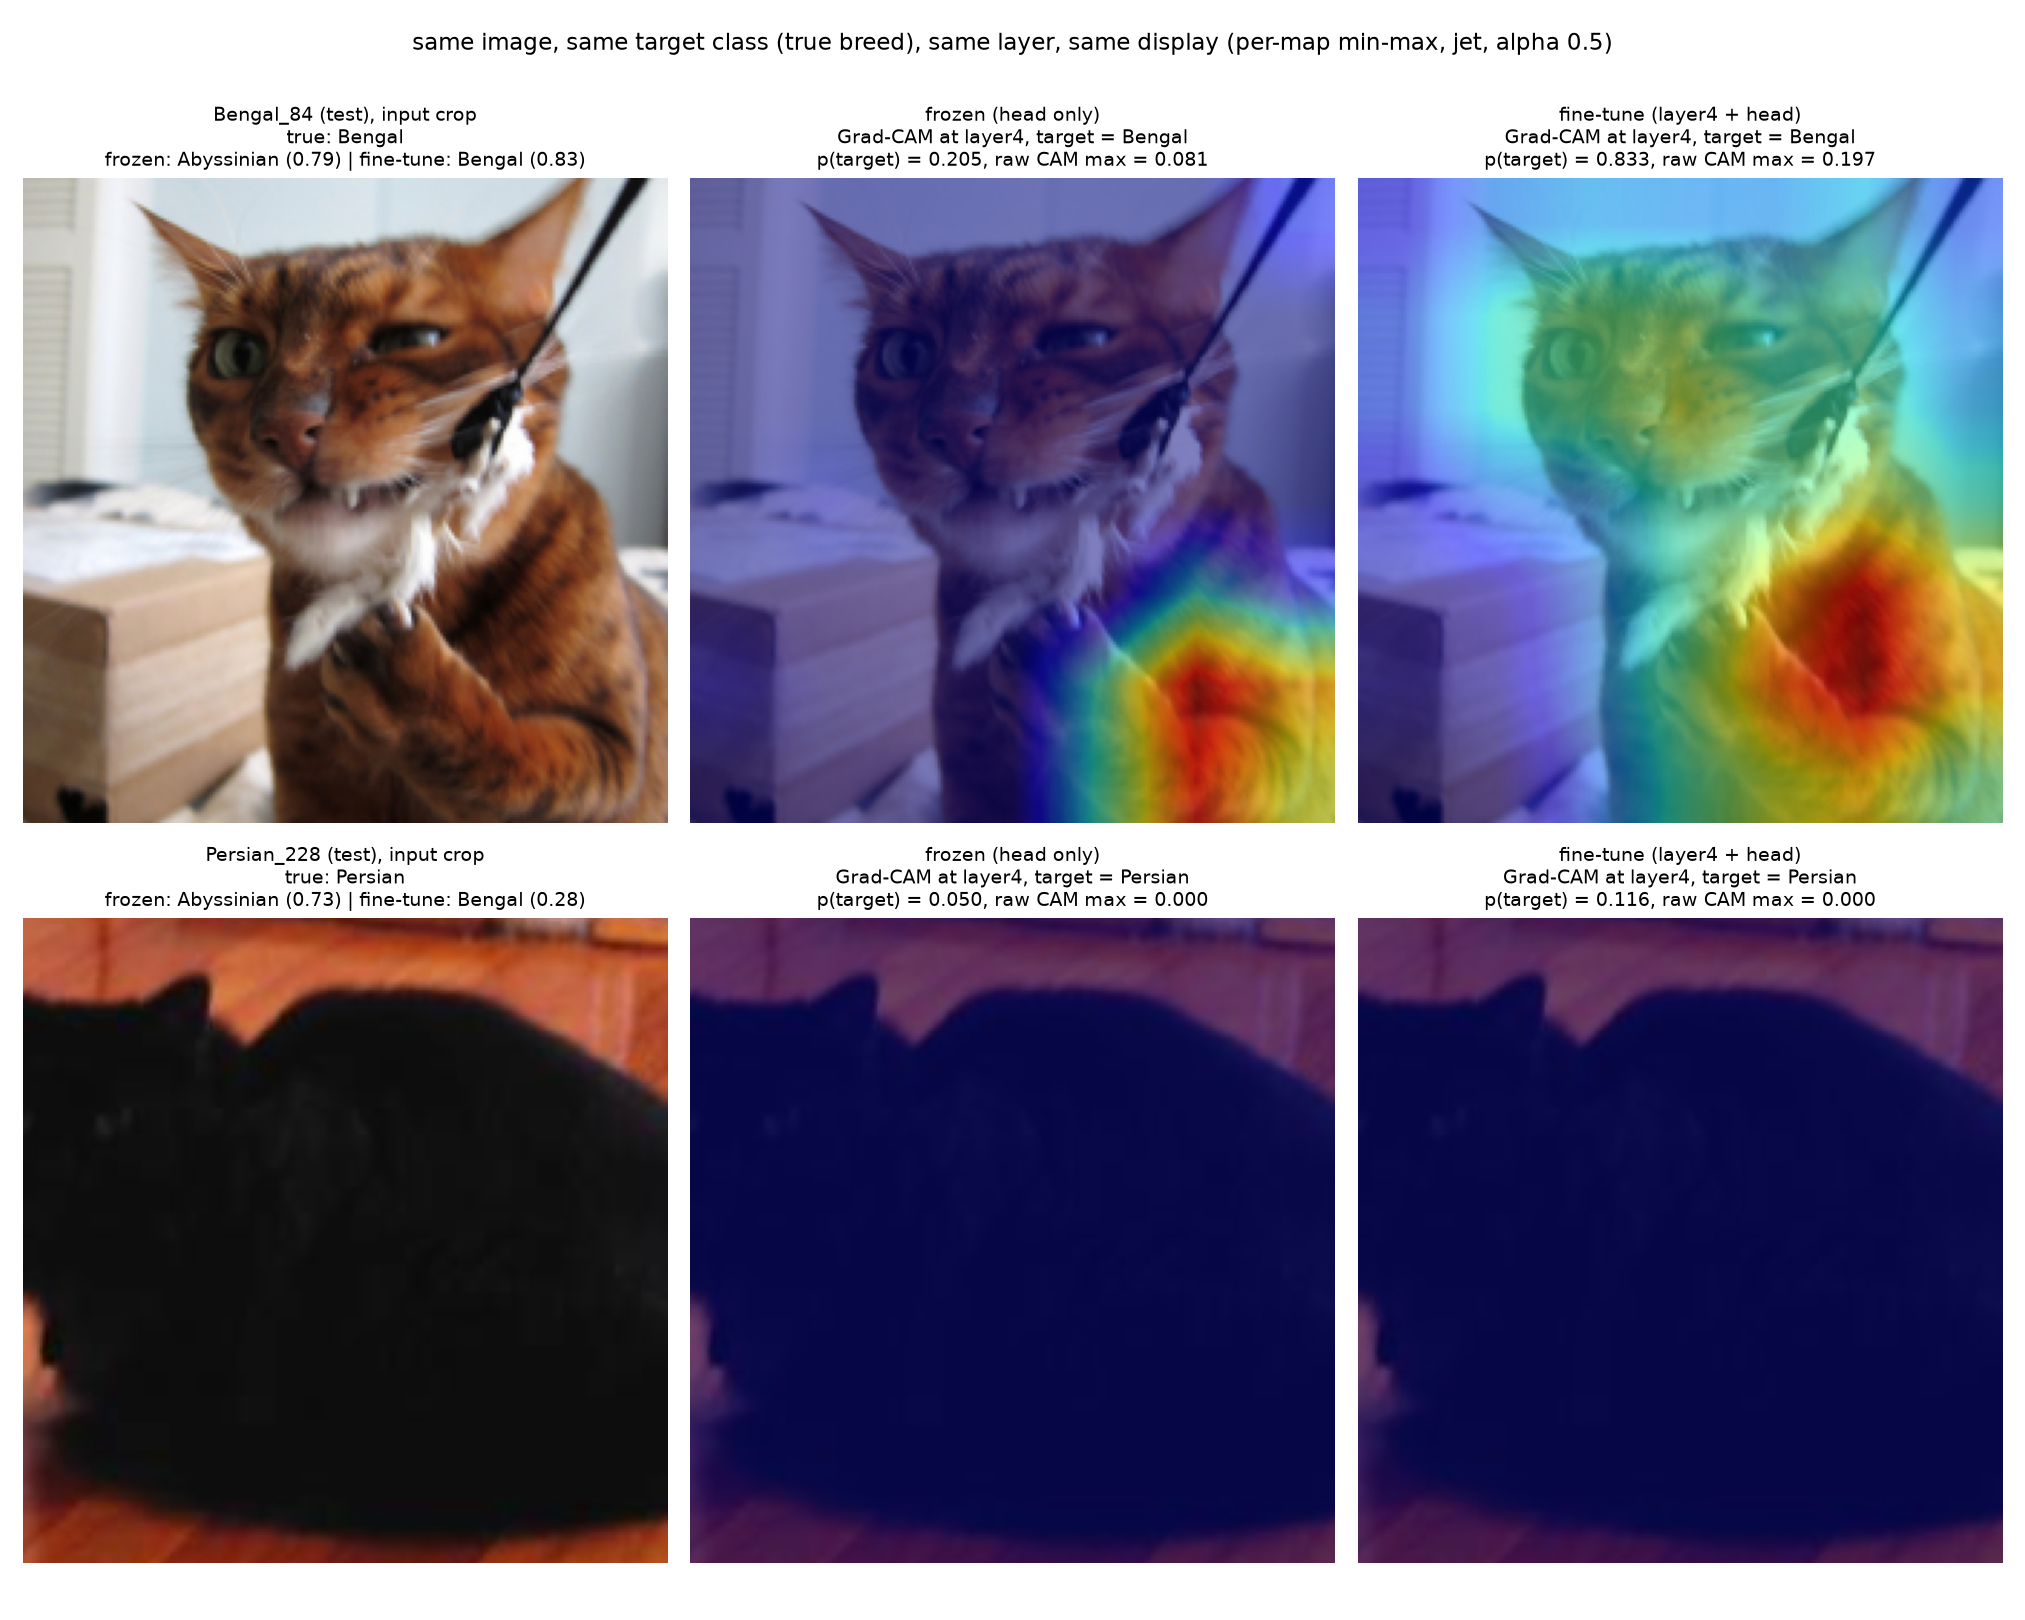 same image, same target class (true breed), same layer, same display (per-map min-max, jet, alpha 0.5)
Bengal_84 (test), input crop
true: Bengal
frozen: Abyssinian (0.79) | fine-tune: Bengal (0.83)
frozen (head only)
Grad-CAM at layer4, target = Bengal
p(target) = 0.205, raw CAM max = 0.081
fine-tune (layer4 + head)
Grad-CAM at layer4, target = Bengal
p(target) = 0.833, raw CAM max = 0.197
Persian_228 (test), input crop
true: Persian
frozen: Abyssinian (0.73) | fine-tune: Bengal (0.28)
frozen (head only)
Grad-CAM at layer4, target = Persian
p(target) = 0.050, raw CAM max = 0.000
fine-tune (layer4 + head)
Grad-CAM at layer4, target = Persian
p(target) = 0.116, raw CAM max = 0.000